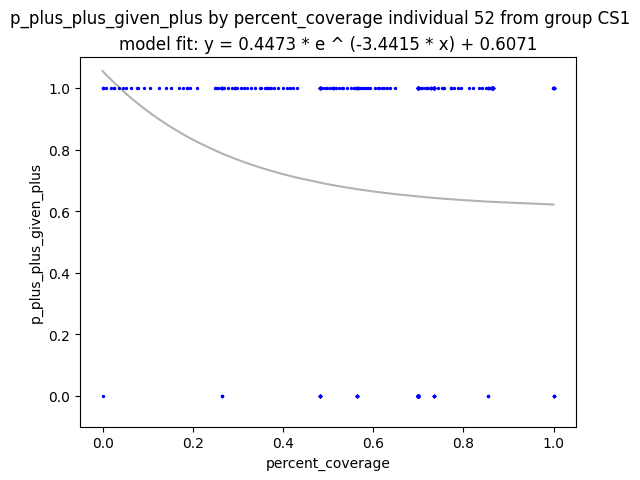 p_plus_plus_given_plus by percent_coverage individual 52 from group CS1
model fit: y = 0.4473 * e ^ (-3.4415 * x) + 0.6071
1.0
0.8
0.6
0.4
0.2
0.0
p_plus_plus_given_plus
0.0 0.2 0.4 0.6 0.8 1.0
percent_coverage